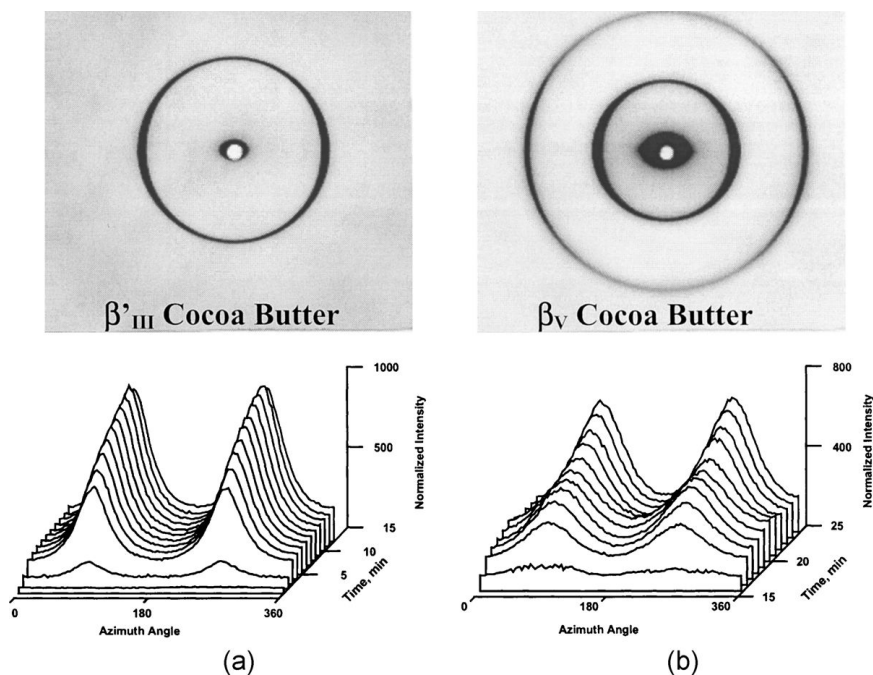 β'III Cocoa Butter
βV Cocoa Butter
1000
500
15
10
5
0
180
360
Normalized Intensity
Time, min
Azimuth Angle
(a)
800
400
25
20
15
0
180
360
Normalized Intensity
Time, min
Azimuth Angle
(b)